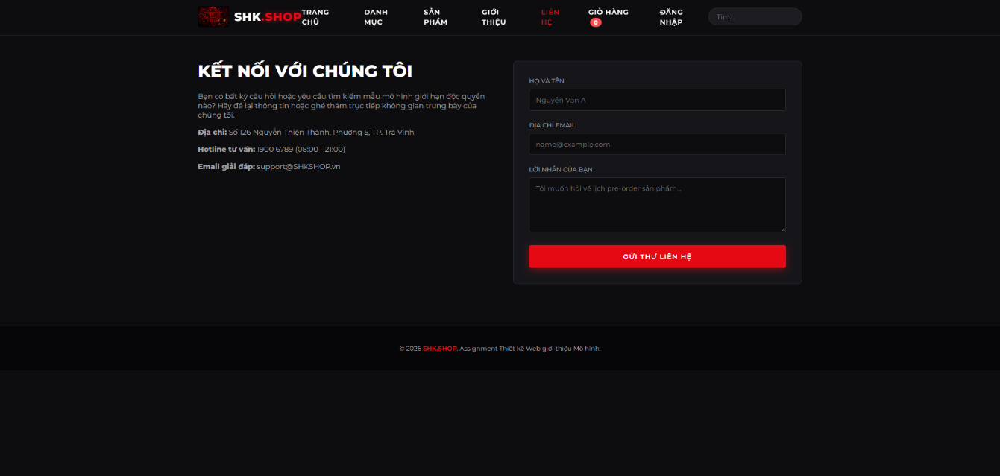 SHK.SHOP
TRANG
CHỦ
DANH
MỤC
SẢN
PHẨM
GIỚI
THIỆU
LIÊN
HỆ
GIỎ HÀNG
0
ĐĂNG
NHẬP
Tìm...
KẾT NỐI VỚI CHÚNG TÔI
Bạn có bất kỳ câu hỏi hoặc yêu cầu tìm kiếm mẫu mô hình giới hạn độc quyền
nào? Hãy để lại thông tin hoặc ghé thăm trực tiếp không gian trưng bày của
chúng tôi.
Địa chỉ: Số 126 Nguyễn Thiện Thành, Phường 5, TP. Trà Vinh
Hotline tư vấn: 1900 6789 (08:00 - 21:00)
Email giải đáp: support@SHKSHOP.vn
HỌ VÀ TÊN
Nguyễn Văn A
ĐỊA CHỈ EMAIL
name@example.com
LỜI NHẮN CỦA BẠN
Tôi muốn hỏi về lịch pre-order sản phẩm...
GỬI THƯ LIÊN HỆ
© 2026 SHK.SHOP. Assignment Thiết kế Web giới thiệu Mô hình.